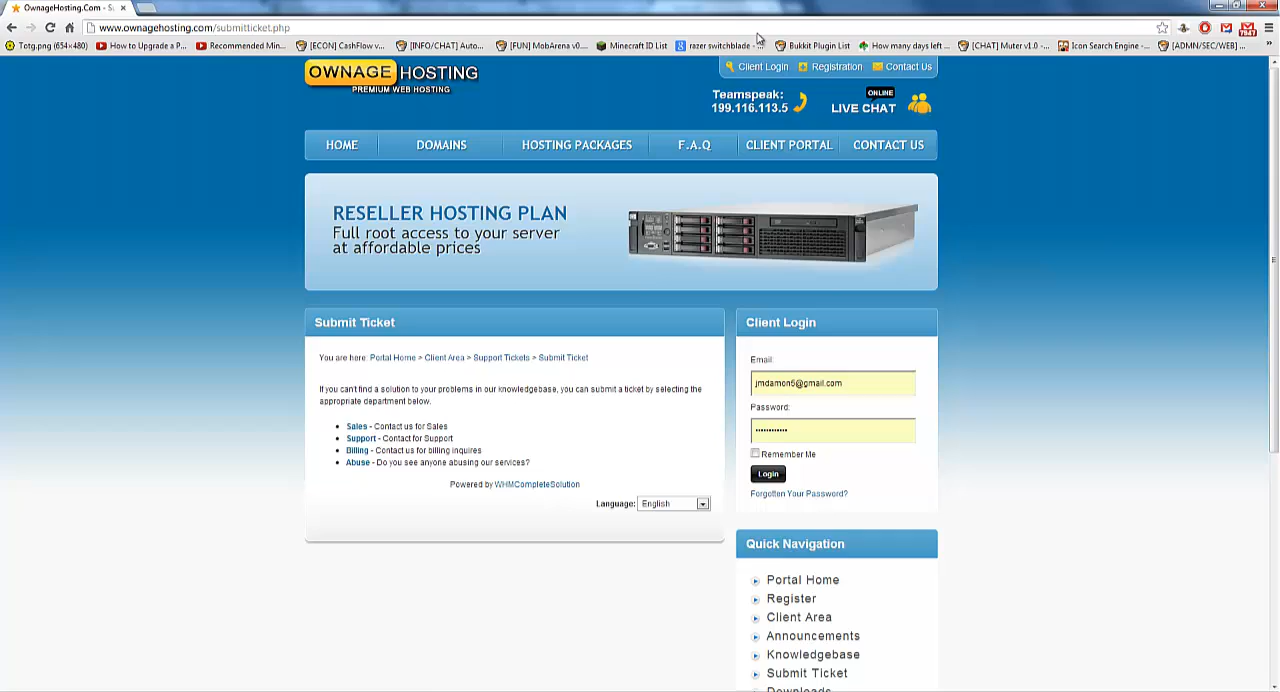 OwnageHosting.Com - S
www.ownagehosting.com/submitticket.php
Totg.png (654×480)
How to Upgrade a P...
Recommended Min...
[ECON] CashFlow v...
[INFO/CHAT] Auto...
[FUN] MobArena v0....
Minecraft ID List
razer switchblade - ...
Bukkit Plugin List
How many days left ...
[CHAT] Muter v1.0 -...
Icon Search Engine -...
[ADMN/SEC/WEB] ...
OWNAGE HOSTING
PREMIUM WEB HOSTING
Client Login
Registration
Contact Us
Teamspeak:
199.116.113.5
ONLINE
LIVE CHAT
HOME
DOMAINS
HOSTING PACKAGES
F.A.Q
CLIENT PORTAL
CONTACT US
RESELLER HOSTING PLAN
Full root access to your server
at affordable prices
Submit Ticket
You are here: Portal Home > Client Area > Support Tickets > Submit Ticket
If you can't find a solution to your problems in our knowledgebase, you can submit a ticket by selecting the
appropriate department below.
Sales - Contact us for Sales
Support - Contact for Support
Billing - Contact us for billing inquires
Abuse - Do you see anyone abusing our services?
Powered by WHMCompleteSolution
Language: English
Client Login
Email:
jmdamon5@gmail.com
Password:
••••••••••••
Remember Me
Login
Forgotten Your Password?
Quick Navigation
Portal Home
Register
Client Area
Announcements
Knowledgebase
Submit Ticket
Downloads